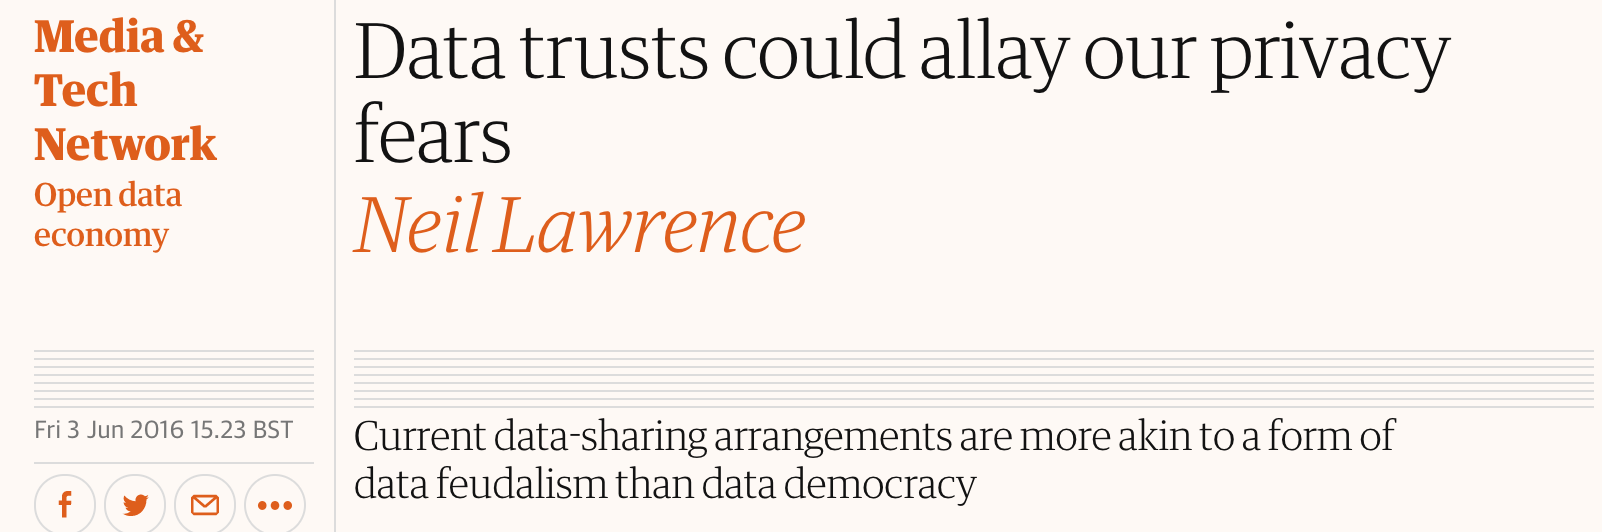 Media &
Tech
Network
Open data
economy
Fri 3 Jun 2016 15.23 BST
Data trusts could allay our privacy
fears
Neil Lawrence
Current data-sharing arrangements are more akin to a form of
data feudalism than data democracy